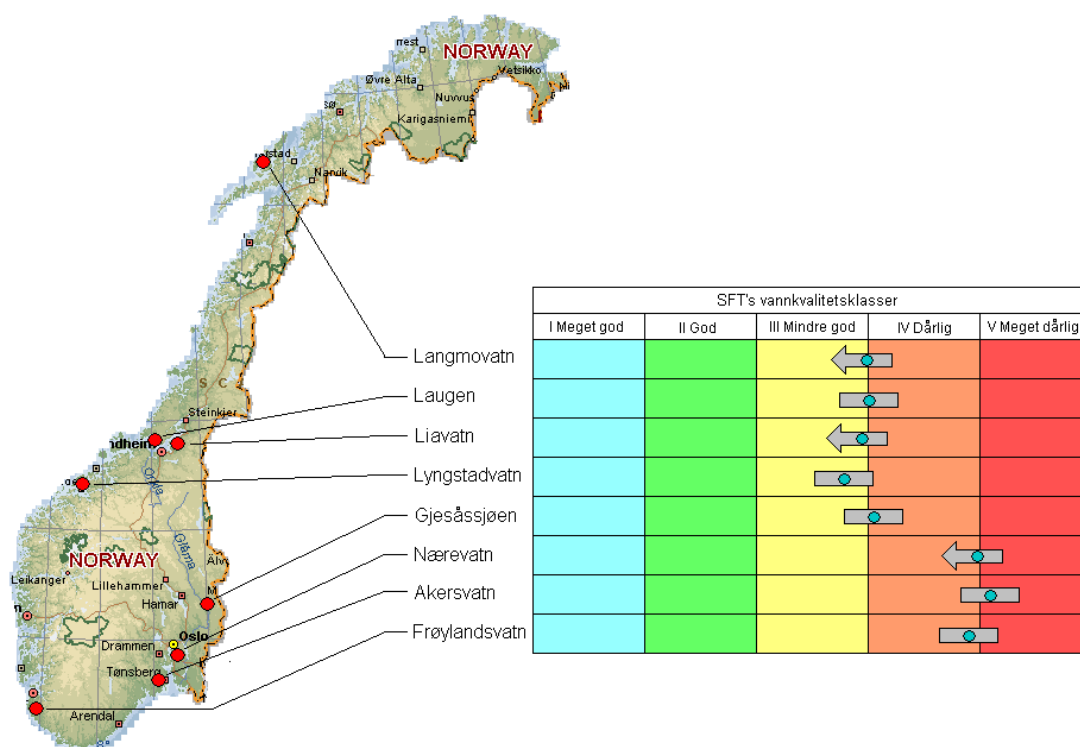 rrest
NORWAY
Øvre Alta
Vetsikko
Nuvvus
Karigasniemi
Narvik
S C
Steinkjer
ndheim
Orkla
Glåma
NORWAY
Leikanger
Lillehammer
Hamar
Oslo
Drammen
Tønsberg
Arendal
Langmovatn
Laugen
Liavatn
Lyngstadvatn
Gjesåssjøen
Nærevatn
Akersvatn
Frøylandsvatn
SFT's vannkvalitetsklasser
I Meget god II God III Mindre god IV Dårlig V Meget dårlig